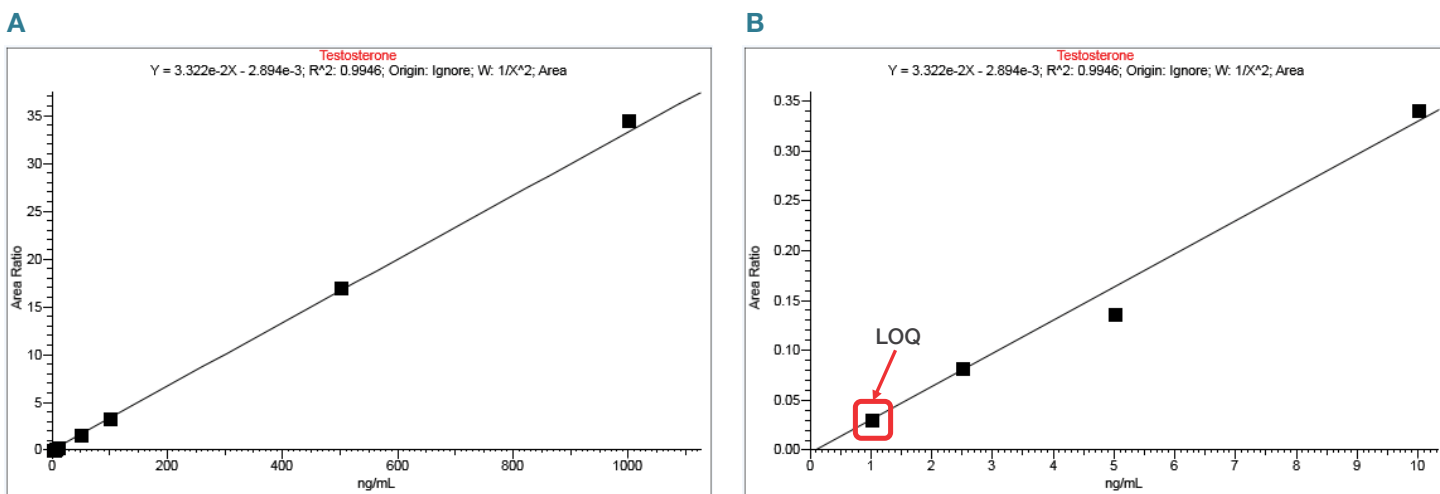 A
Testosterone
Y = 3.322e-2X - 2.894e-3; R^2: 0.9946; Origin: Ignore; W: 1/X^2; Area
35
30
25
20
15
10
5
0
Area Ratio
0 200 400 600 800 1000
ng/mL
B
Testosterone
Y = 3.322e-2X - 2.894e-3; R^2: 0.9946; Origin: Ignore; W: 1/X^2; Area
0.35
0.30
0.25
0.20
0.15
0.10
0.05
0.00
Area Ratio
LOQ
0 1 2 3 4 5 6 7 8 9 10
ng/mL